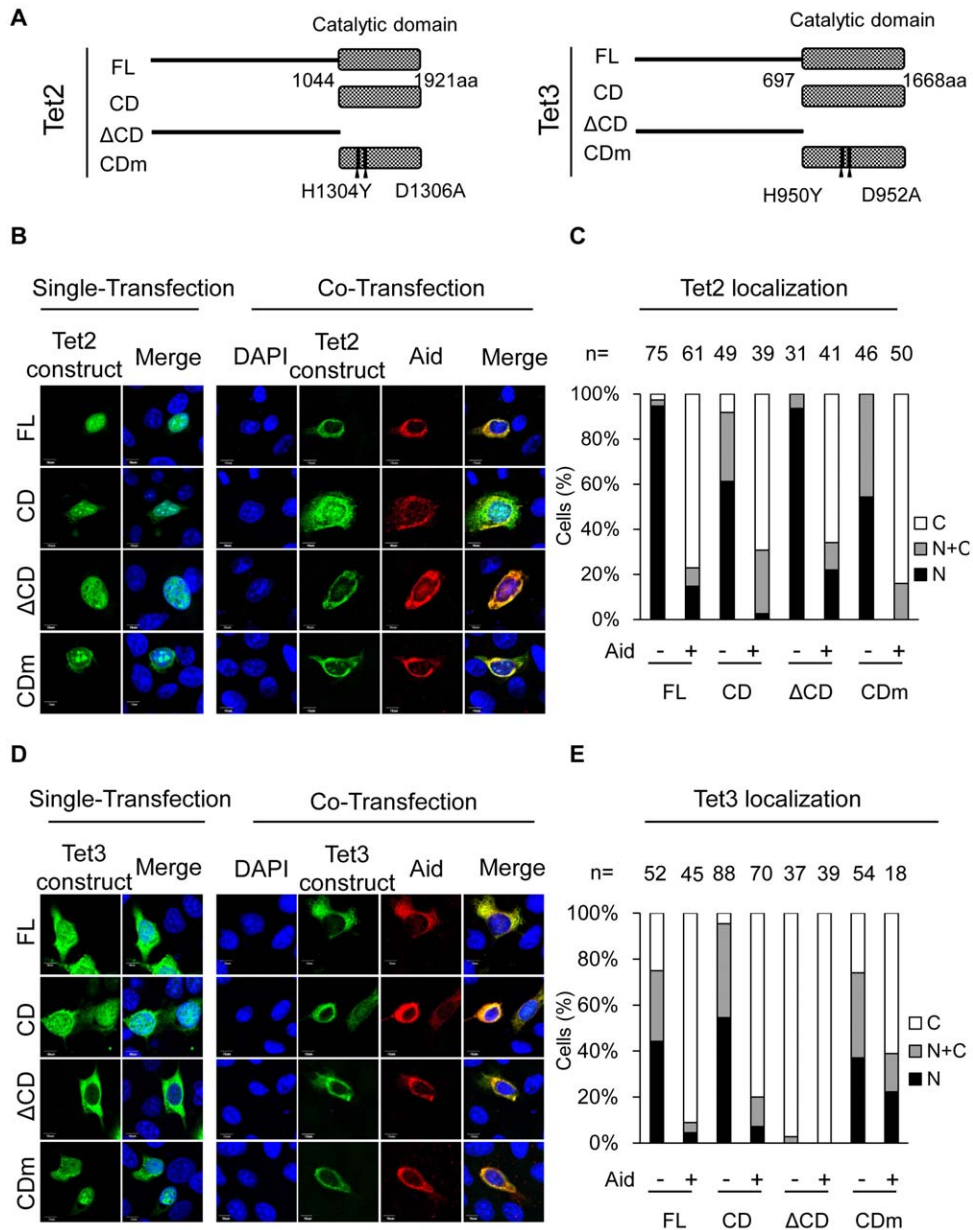 A
Catalytic domain
Tet2
FL
1044
1921aa
CD
ΔCD
CDm
H1304Y
D1306A
Catalytic domain
Tet3
FL
697
1668aa
CD
ΔCD
CDm
H950Y
D952A
B
Single-Transfection
Co-Transfection
Tet2 construct
Merge
DAPI
Tet2 construct
Aid
Merge
FL
CD
ΔCD
CDm
C
Tet2 localization
n= 75 61 49 39 31 41 46 50
100%
80%
60%
40%
20%
0%
Cells (%)
C
N+C
N
Aid - + - + - + - +
FL CD ΔCD CDm
D
Single-Transfection
Co-Transfection
Tet3 construct
Merge
DAPI
Tet3 construct
Aid
Merge
FL
CD
ΔCD
CDm
E
Tet3 localization
n= 52 45 88 70 37 39 54 18
100%
80%
60%
40%
20%
0%
Cells (%)
C
N+C
N
Aid - + - + - + - +
FL CD ΔCD CDm